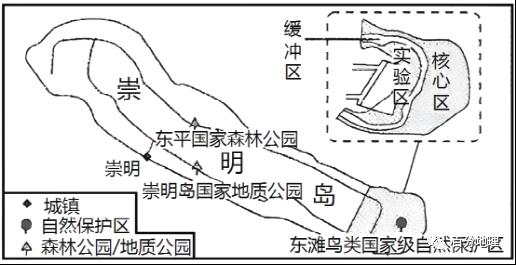 缓冲区
实验区
核心区
崇
明
岛
东平国家森林公园
崇明
崇明岛国家地质公园
东滩鸟类国家级自然保护区
城镇
自然保护区
森林公园/地质公园